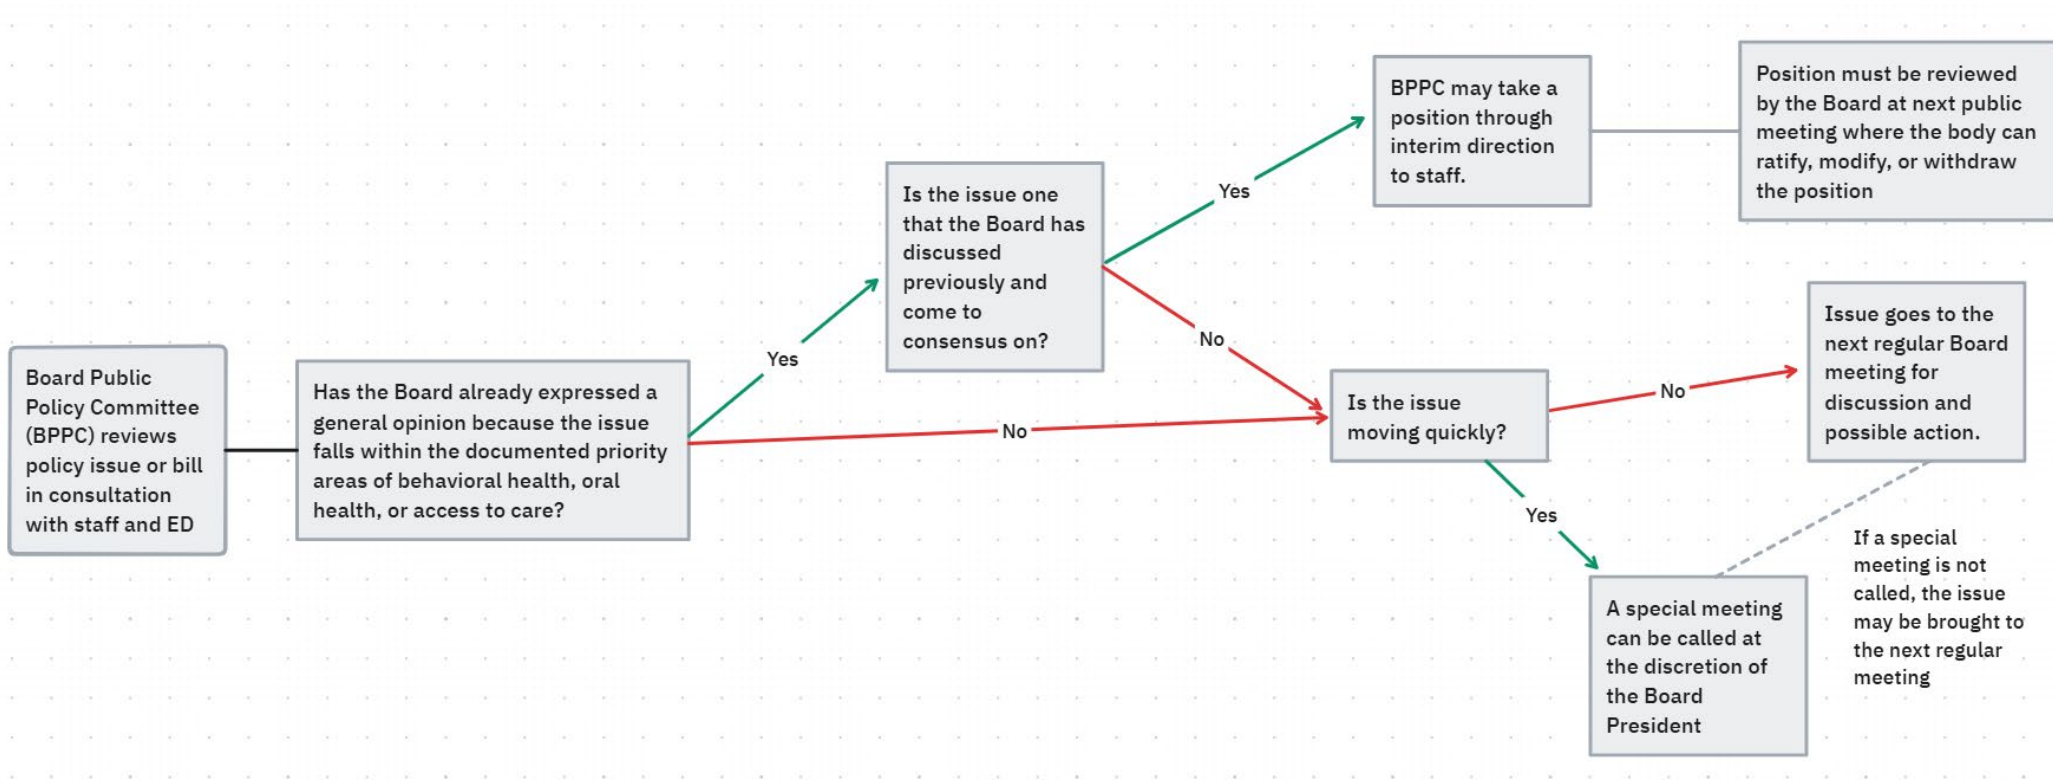 Board Public
Policy Committee
(BPPC) reviews
policy issue or bill
in consultation
with staff and ED
Has the Board already expressed a
general opinion because the issue
falls within the documented priority
areas of behavioral health, oral
health, or access to care?
Yes
No
Is the issue one
that the Board has
discussed
previously and
come to
consensus on?
Yes
No
BPPC may take a
position through
interim direction
to staff.
Position must be reviewed
by the Board at next public
meeting where the body can
ratify, modify, or withdraw
the position
Is the issue
moving quickly?
No
Yes
Issue goes to the
next regular Board
meeting for
discussion and
possible action.
If a special
meeting is not
called, the issue
may be brought to
the next regular
meeting
A special meeting
can be called at
the discretion of
the Board
President